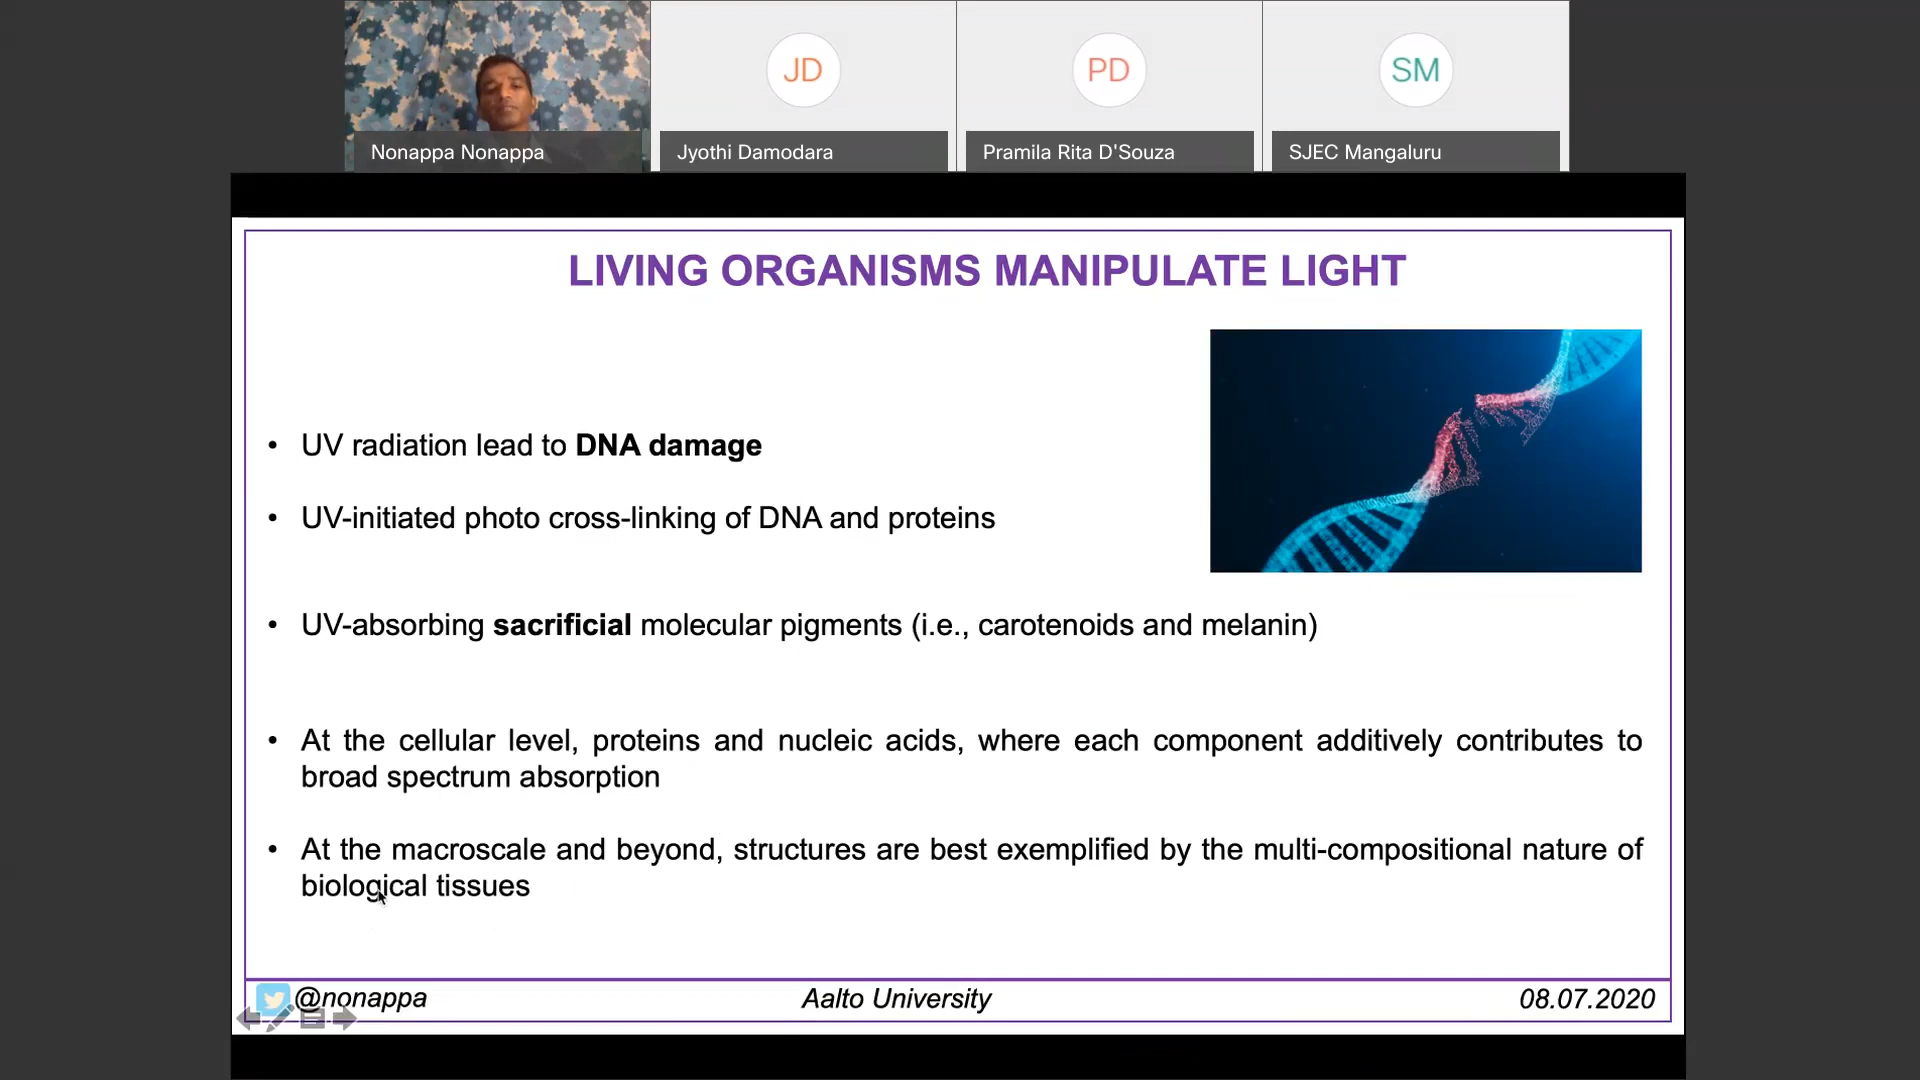 JD
PD
SM
Nonappa Nonappa
Jyothi Damodara
Pramila Rita D'Souza
SJEC Mangaluru
LIVING ORGANISMS MANIPULATE LIGHT
• UV radiation lead to DNA damage
• UV-initiated photo cross-linking of DNA and proteins
• UV-absorbing sacrificial molecular pigments (i.e., carotenoids and melanin)
• At the cellular level, proteins and nucleic acids, where each component additively contributes to
broad spectrum absorption
• At the macroscale and beyond, structures are best exemplified by the multi-compositional nature of
biological tissues
@nonappa
Aalto University
08.07.2020